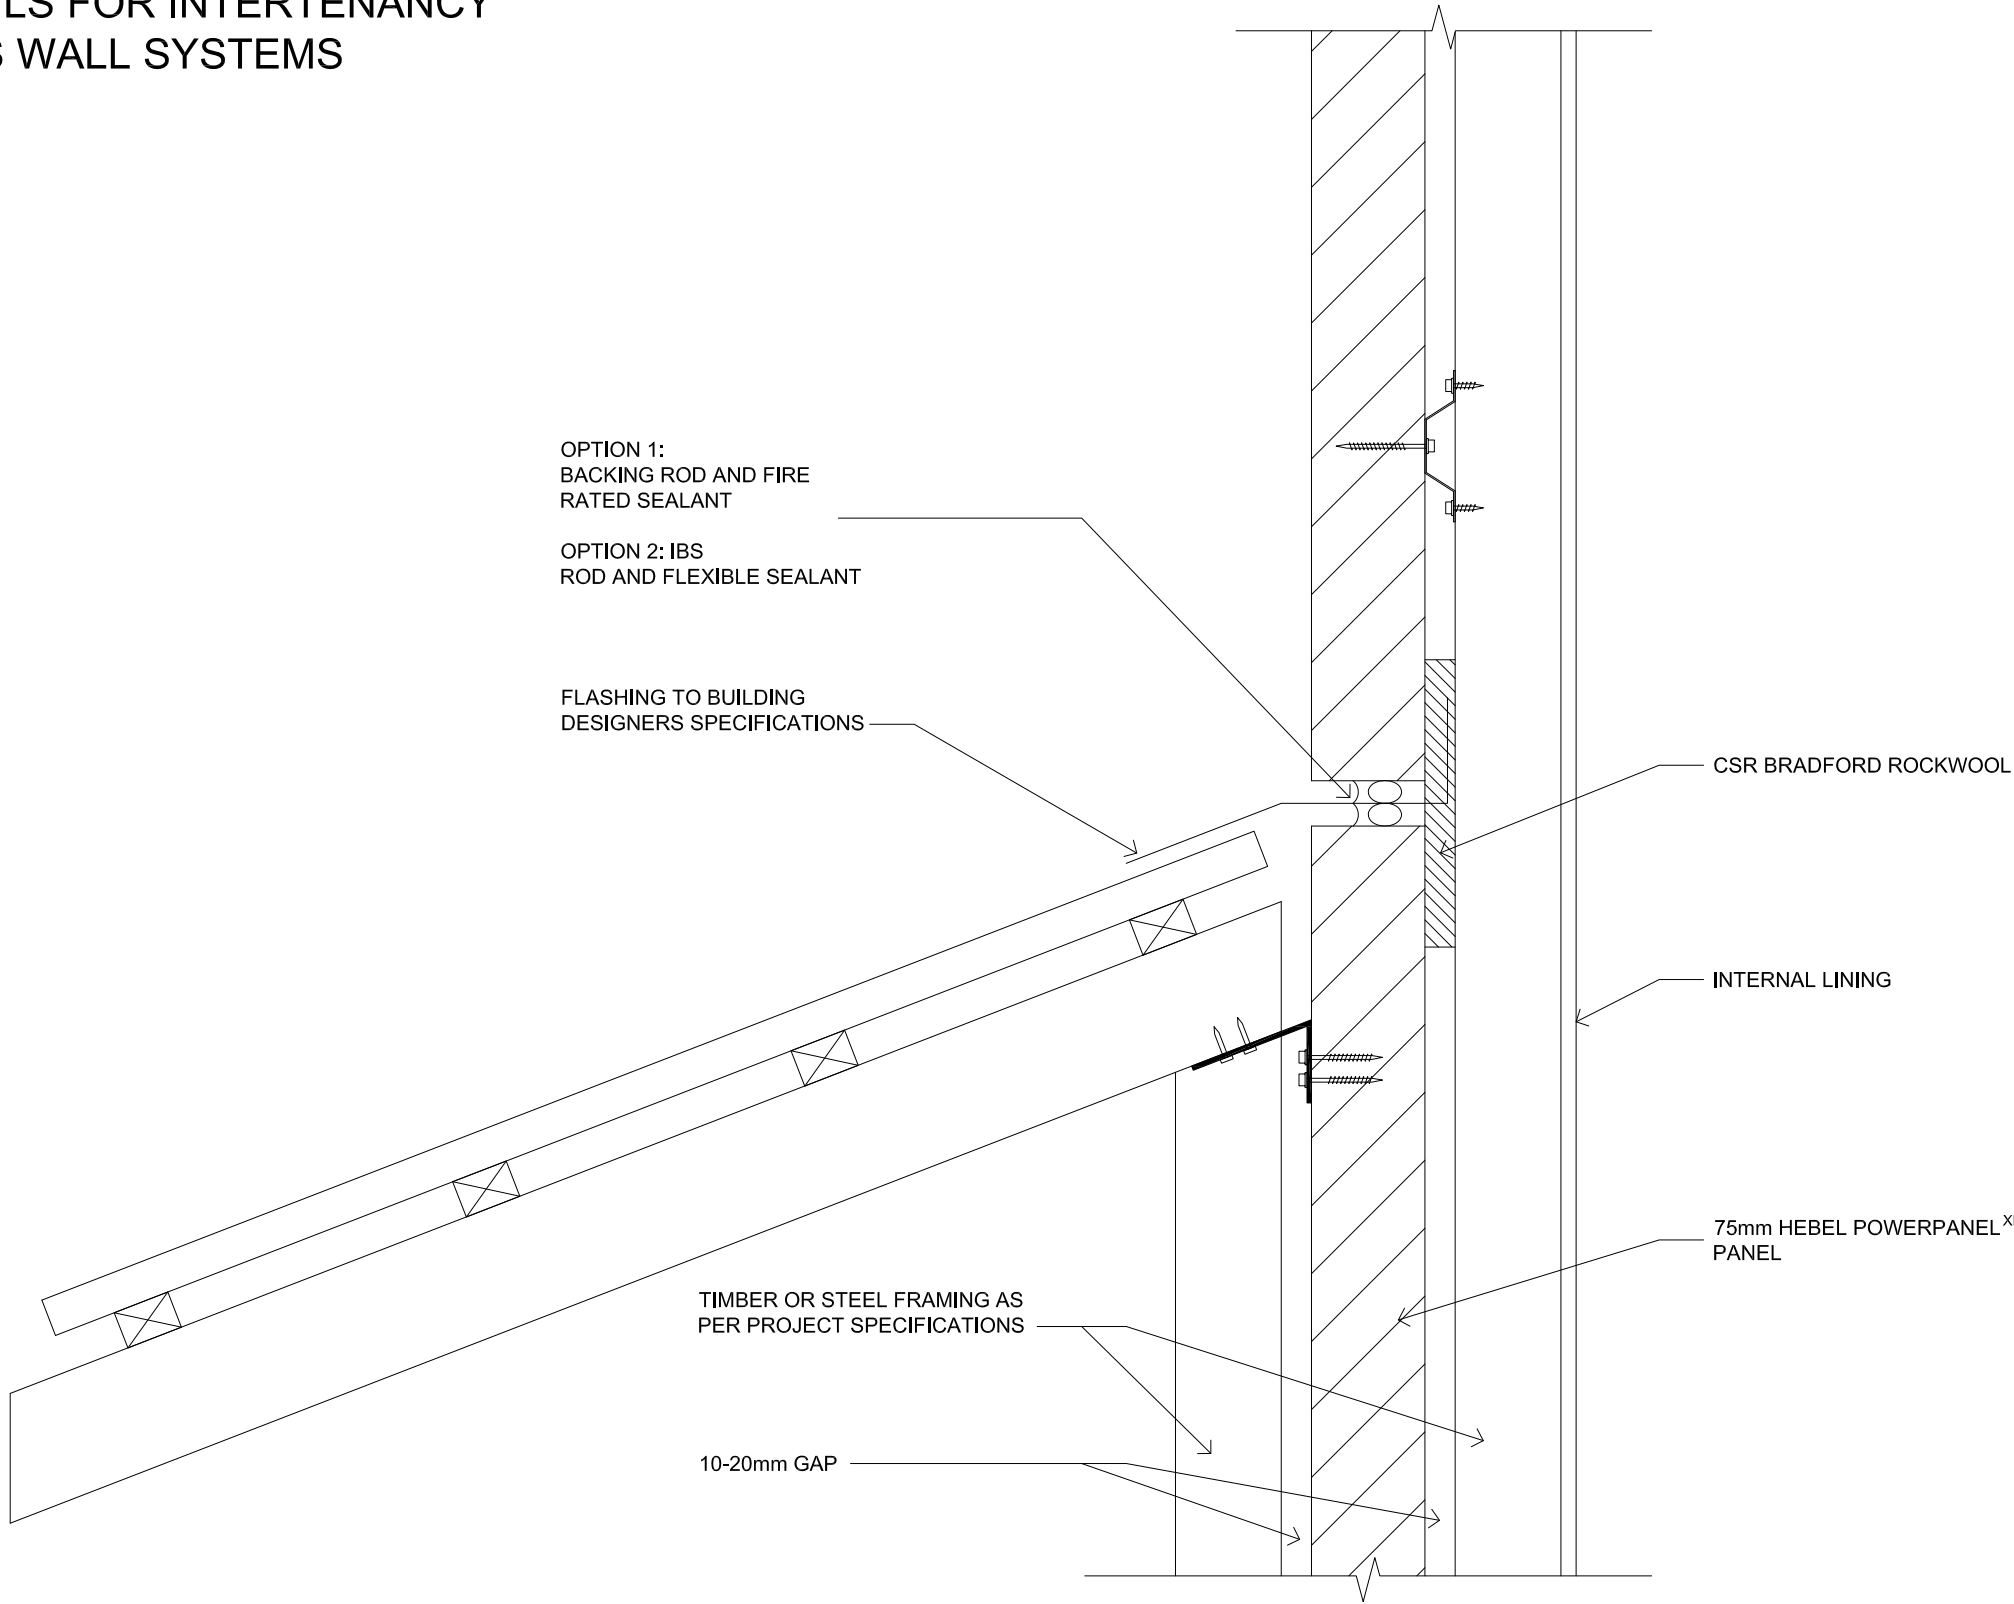 FOR INTERTENANCY
WALL SYSTEMS
OPTION 1:
BACKING ROD AND FIRE
RATED SEALANT
OPTION 2: IBS
ROD AND FLEXIBLE SEALANT
FLASHING TO BUILDING
DESIGNERS SPECIFICATIONS
CSR BRADFORD ROCKWOOL
INTERNAL LINING
75mm HEBEL POWERPANEL
PANEL
TIMBER OR STEEL FRAMING AS
PER PROJECT SPECIFICATIONS
10-20mm GAP